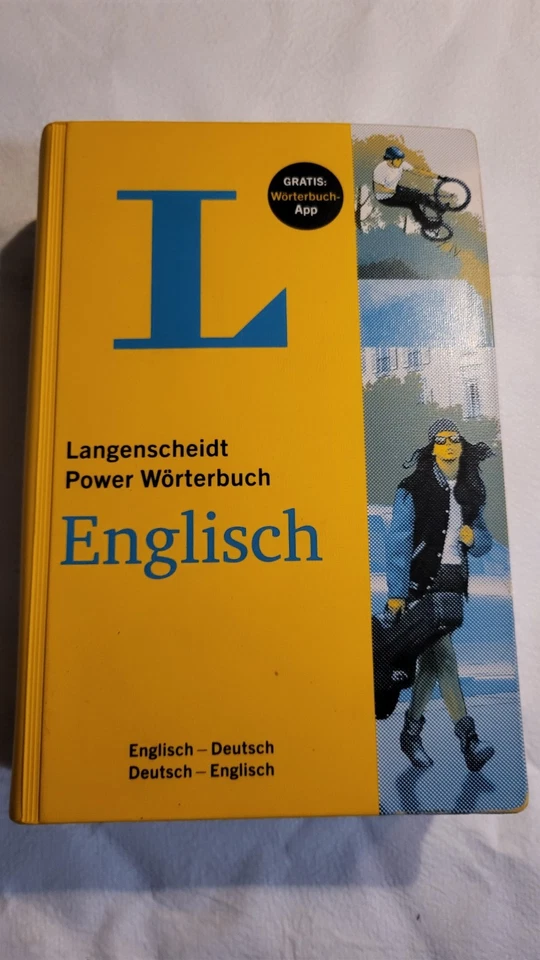 L
GRATIS:
Wörterbuch-
App
Langenscheidt
Power Wörterbuch
Englisch
Englisch – Deutsch
Deutsch – Englisch